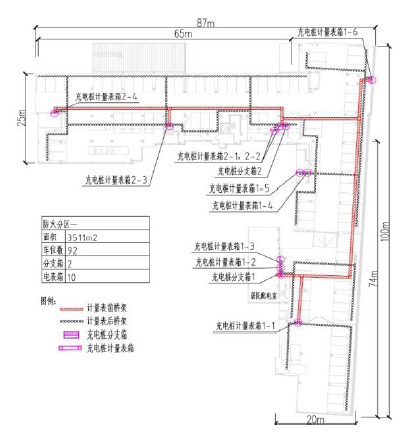 87m
65m
充电桩计量表箱1-6
25m
充电桩计量表箱2-4
充电桩计量表箱2-3
充电桩计量表箱2-1，2-2
充电桩分支箱2
充电桩计量表箱1-5
充电桩计量表箱1-4
100m
74m
防火分区一
面积 3511m2
车位数 92
分支箱 2
电表箱 10
充电桩计量表箱1-3
充电桩计量表箱1-2
充电桩分支箱1
居民配电室
图例:
计量表前桥架
计量表后桥架
充电桩分支箱
充电桩计量表箱
充电桩计量表箱1-1
20m